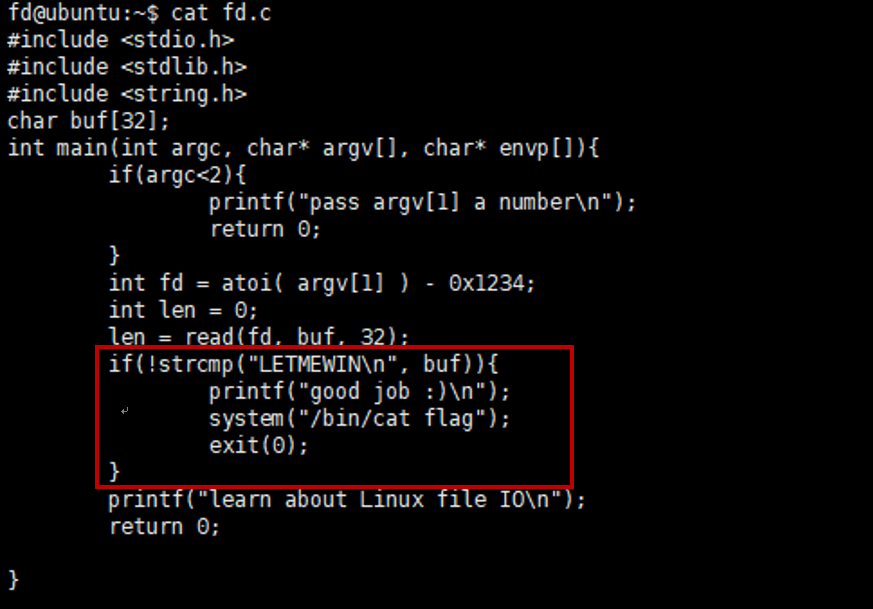 fd@ubuntu:~$ cat fd.c
#include <stdio.h>
#include <stdlib.h>
#include <string.h>
char buf[32];
int main(int argc, char* argv[], char* envp[]){
        if(argc<2){
                printf("pass argv[1] a number\n");
                return 0;
        }
        int fd = atoi( argv[1] ) - 0x1234;
        int len = 0;
        len = read(fd, buf, 32);
        if(!strcmp("LETMEWIN\n", buf)){
                printf("good job :)\n");
                system("/bin/cat flag");
                exit(0);
        }
        printf("learn about Linux file IO\n");
        return 0;

}